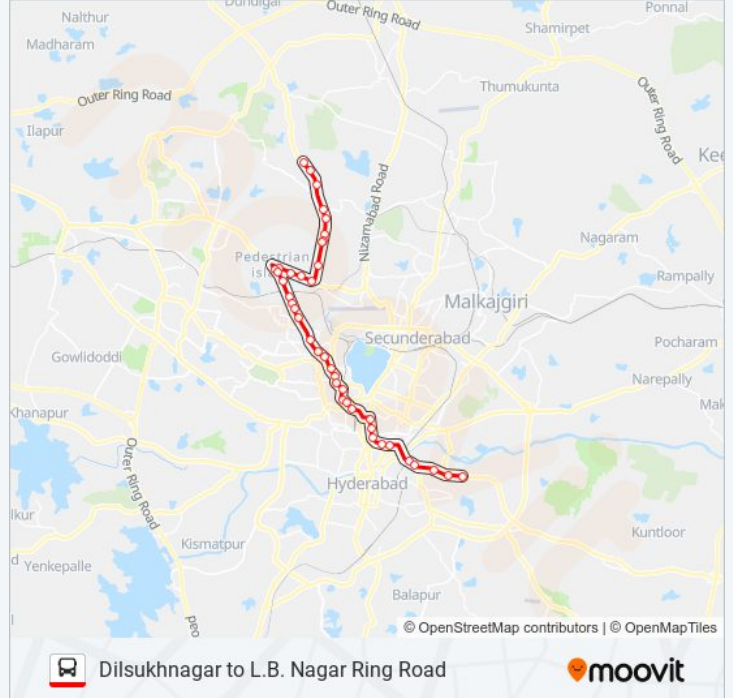 Dundigal
Nalthur
Outer Ring Road
Ponnal
Madharam
Shamirpet
Outer Ring Road
Thumukunta
Outer Ring Road
Ilapur
Kee
Nizamabad Road
Nagaram
Pedestrian
isl
Rampally
Malkajgiri
Secunderabad
Pocharam
Gowlidoddi
Narepally
Khanapur
Mak
Outer Ring Road
Hyderabad
lkur
Kismatpur
Kuntloor
d
Yenkepalle
Balapur
l
© OpenStreetMap contributors | © OpenMapTiles
Dilsukhnagar to L.B. Nagar Ring Road
moovit